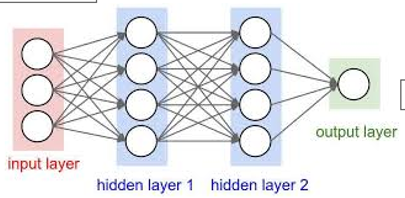 input layer
hidden layer 1
hidden layer 2
output layer